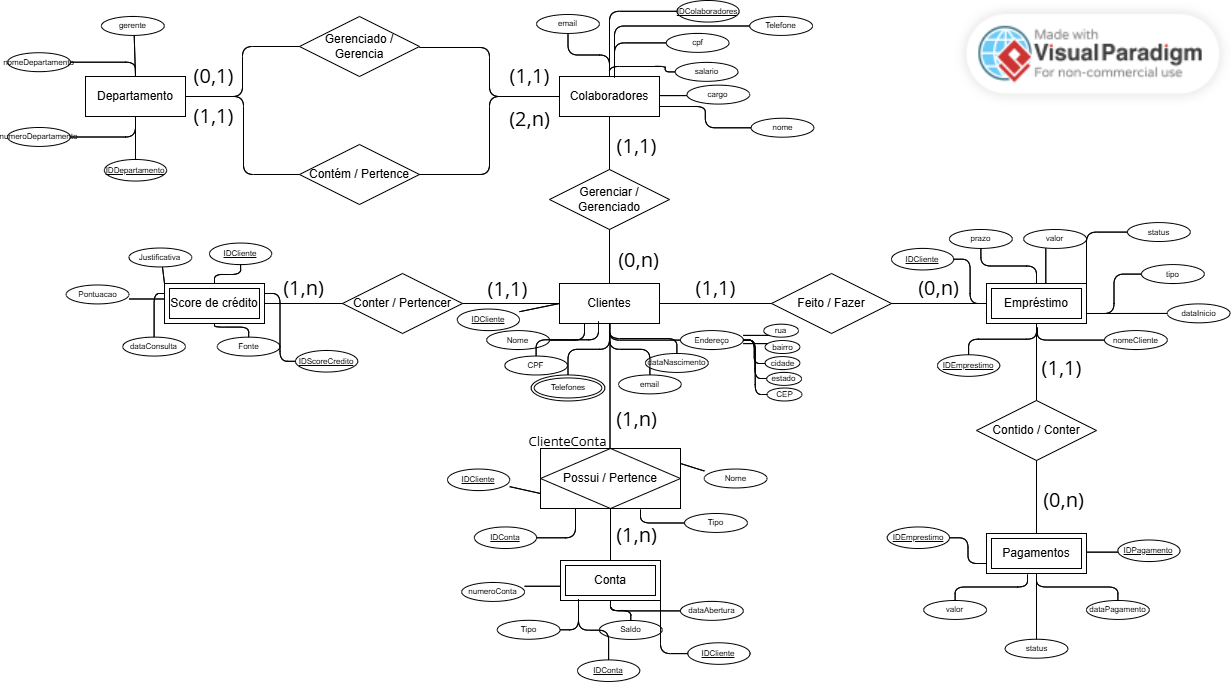 gerente
nomeDepartamento
Departamento
numeroDepartamento
IDDepartamento
(0,1)
(1,1)
Gerenciado /
Gerencia
Contém / Pertence
(1,1)
(2,n)
email
IDColaboradores
Telefone
cpf
salario
cargo
nome
Colaboradores
Made with
Visual Paradigm
For non-commercial use
(1,1)
Gerenciar /
Gerenciado
(0,n)
Justificativa
IDCliente
Pontuacao
Score de crédito
dataConsulta
Fonte
IDScoreCredito
(1,n)
Conter / Pertencer
(1,1)
Clientes
IDCliente
Nome
CPF
Telefones
email
dataNascimento
Endereço
rua
bairro
cidade
estado
CEP
(1,1)
Feito / Fazer
(0,n)
IDCliente
prazo
valor
status
tipo
dataInicio
Empréstimo
nomeCliente
IDEmprestimo
(1,1)
Contido / Conter
(0,n)
IDEmprestimo
Pagamentos
IDPagamento
valor
dataPagamento
status
(1,n)
ClienteConta
Possui / Pertence
IDCliente
Nome
IDConta
Tipo
(1,n)
Conta
numeroConta
dataAbertura
Tipo
Saldo
IDCliente
IDConta